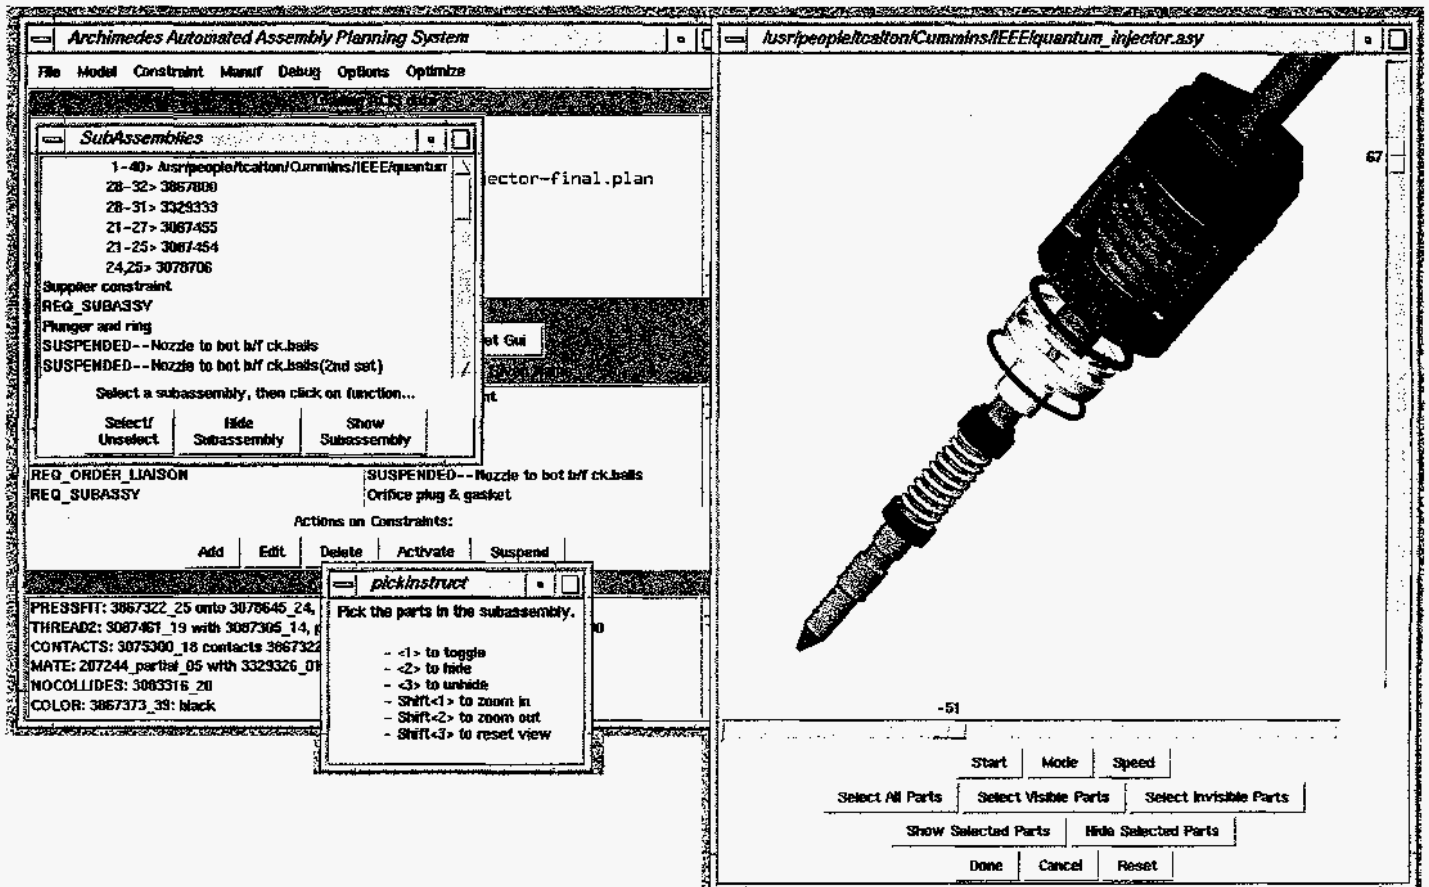 Archimedes Automated Assembly Planning System
File Model Constraint Manuf Debug Options Optimize
SubAssemblies
1-40> /usr/people/tcalton/Cummins/IEEE/quantum
28-32> 3867800
28-31> 3329333
21-27> 3087455
21-25> 3087454
24,25> 3078706
Supplier constraint
REQ_SUBASSY
Plunger and ring
SUSPENDED--Nozzle to bot b/f ck.balls
SUSPENDED--Nozzle to bot b/f ck.balls(2nd set)
Select a subassembly, then click on function...
Select/ Unselect
Hide Subassembly
Show Subassembly
ector-final.plan
et Gui
nt
REQ_ORDER_LIAISON SUSPENDED--Nozzle to bot b/f ck.balls
REQ_SUBASSY Orifice plug & gasket
Actions on Constraints:
Add Edit Delete Activate Suspend
PRESSFIT: 3867322_25 onto 3078645_24,
THREAD2: 3087461_19 with 3087305_14,
CONTACTS: 3075300_18 contacts 3867322
MATE: 207244_partial_05 with 3329326_01
NOCOLLIDES: 3083316_20
COLOR: 3867373_39: black
pickInstruct
Pick the parts in the subassembly.
- <1> to toggle
- <2> to hide
- <3> to unhide
- Shift<1> to zoom in
- Shift<2> to zoom out
- Shift<3> to reset view
/usr/people/tcalton/Cummins/IEEE/quantum_injector.asy
67
-51
Start Mode Speed
Select All Parts Select Visible Parts Select Invisible Parts
Show Selected Parts Hide Selected Parts
Done Cancel Reset